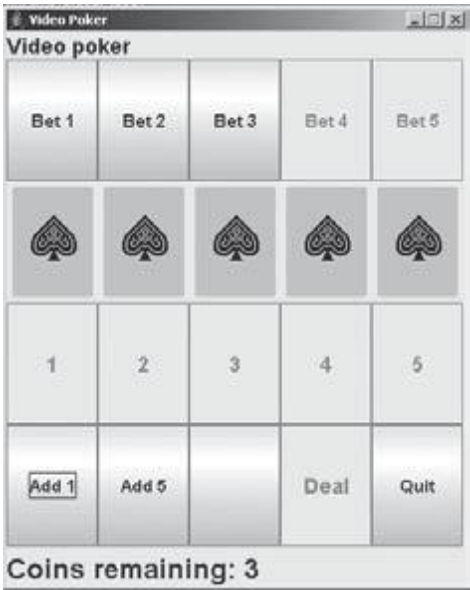 Video Poker
Video poker
Bet 1 Bet 2 Bet 3 Bet 4 Bet 5
1 2 3 4 5
Add 1 Add 5 Deal Quit
Coins remaining: 3